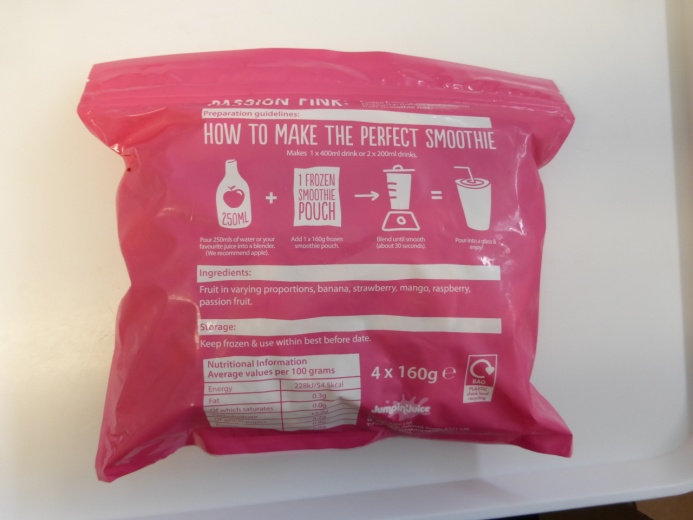 PASSION PINK:
Preparation guidelines:
HOW TO MAKE THE PERFECT SMOOTHIE
Makes 1 x 400ml drink or 2 x 200ml drinks.
250ML
+
1 FROZEN
SMOOTHIE
POUCH
=
Pour 250mls of water or your
favourite juice into a blender.
(We recommend apple).
Add 1 x 160g frozen
smoothie pouch.
Blend until smooth
(about 30 seconds).
Pour into a glass &
enjoy!
Ingredients:
Fruit in varying proportions, banana, strawberry, mango, raspberry,
passion fruit.
Storage:
Keep frozen & use within best before date.
Nutritional Information
Average values per 100 grams
Energy 228kJ/54.5kcal
Fat 0.3g
Of which saturates 0.0g
4 x 160g e
BAG
PLASTIC
check local
recycling
Jumpin Juice